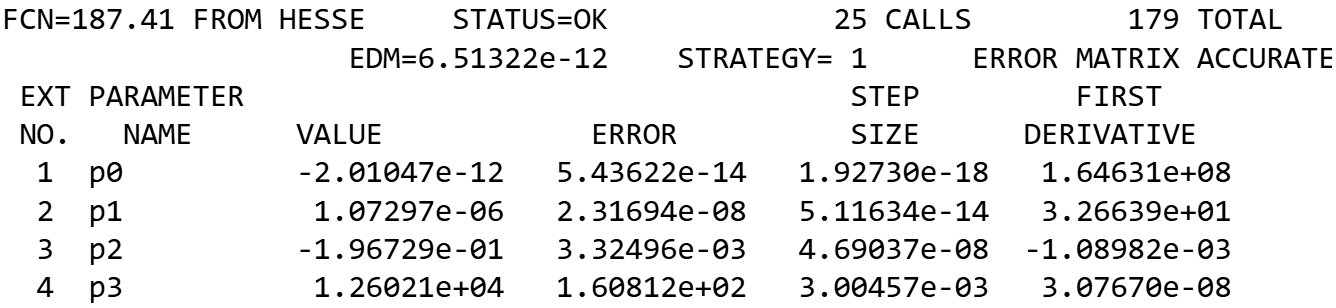 FCN=187.41 FROM HESSE     STATUS=OK             25 CALLS         179 TOTAL
                    EDM=6.51322e-12    STRATEGY= 1      ERROR MATRIX ACCURATE
 EXT PARAMETER                                   STEP         FIRST
 NO.   NAME      VALUE            ERROR          SIZE      DERIVATIVE
  1  p0          -2.01047e-12   5.43622e-14   1.92730e-18   1.64631e+08
  2  p1           1.07297e-06   2.31694e-08   5.11634e-14   3.26639e+01
  3  p2          -1.96729e-01   3.32496e-03   4.69037e-08  -1.08982e-03
  4  p3           1.26021e+04   1.60812e+02   3.00457e-03   3.07670e-08